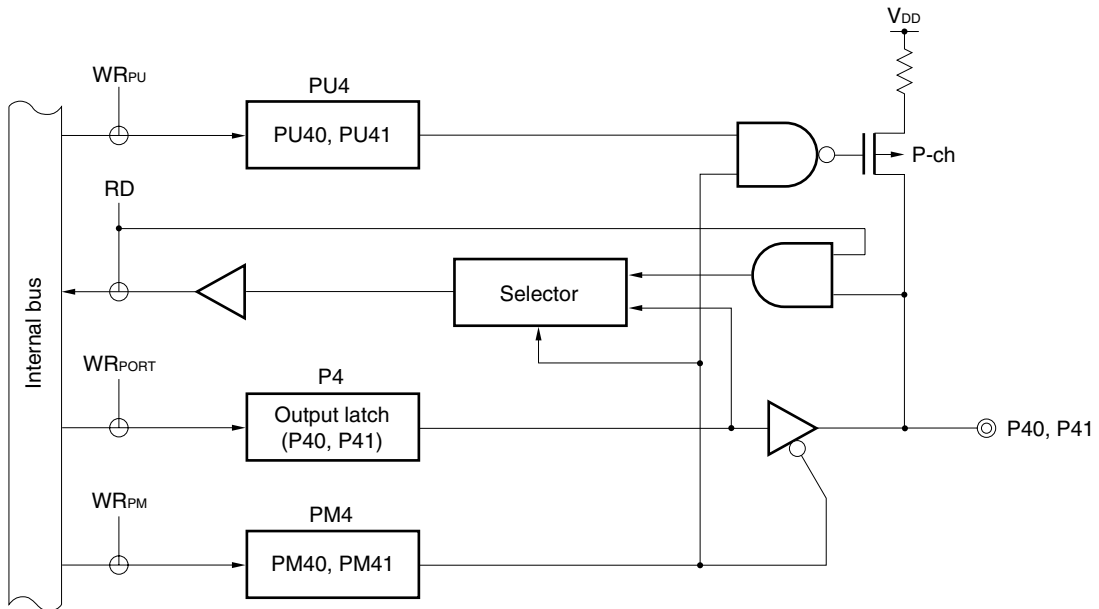 VDD
WRPU
PU4
PU40, PU41
P-ch
RD
Selector
Internal bus
WRPORT
P4
Output latch
(P40, P41)
P40, P41
WRPM
PM4
PM40, PM41